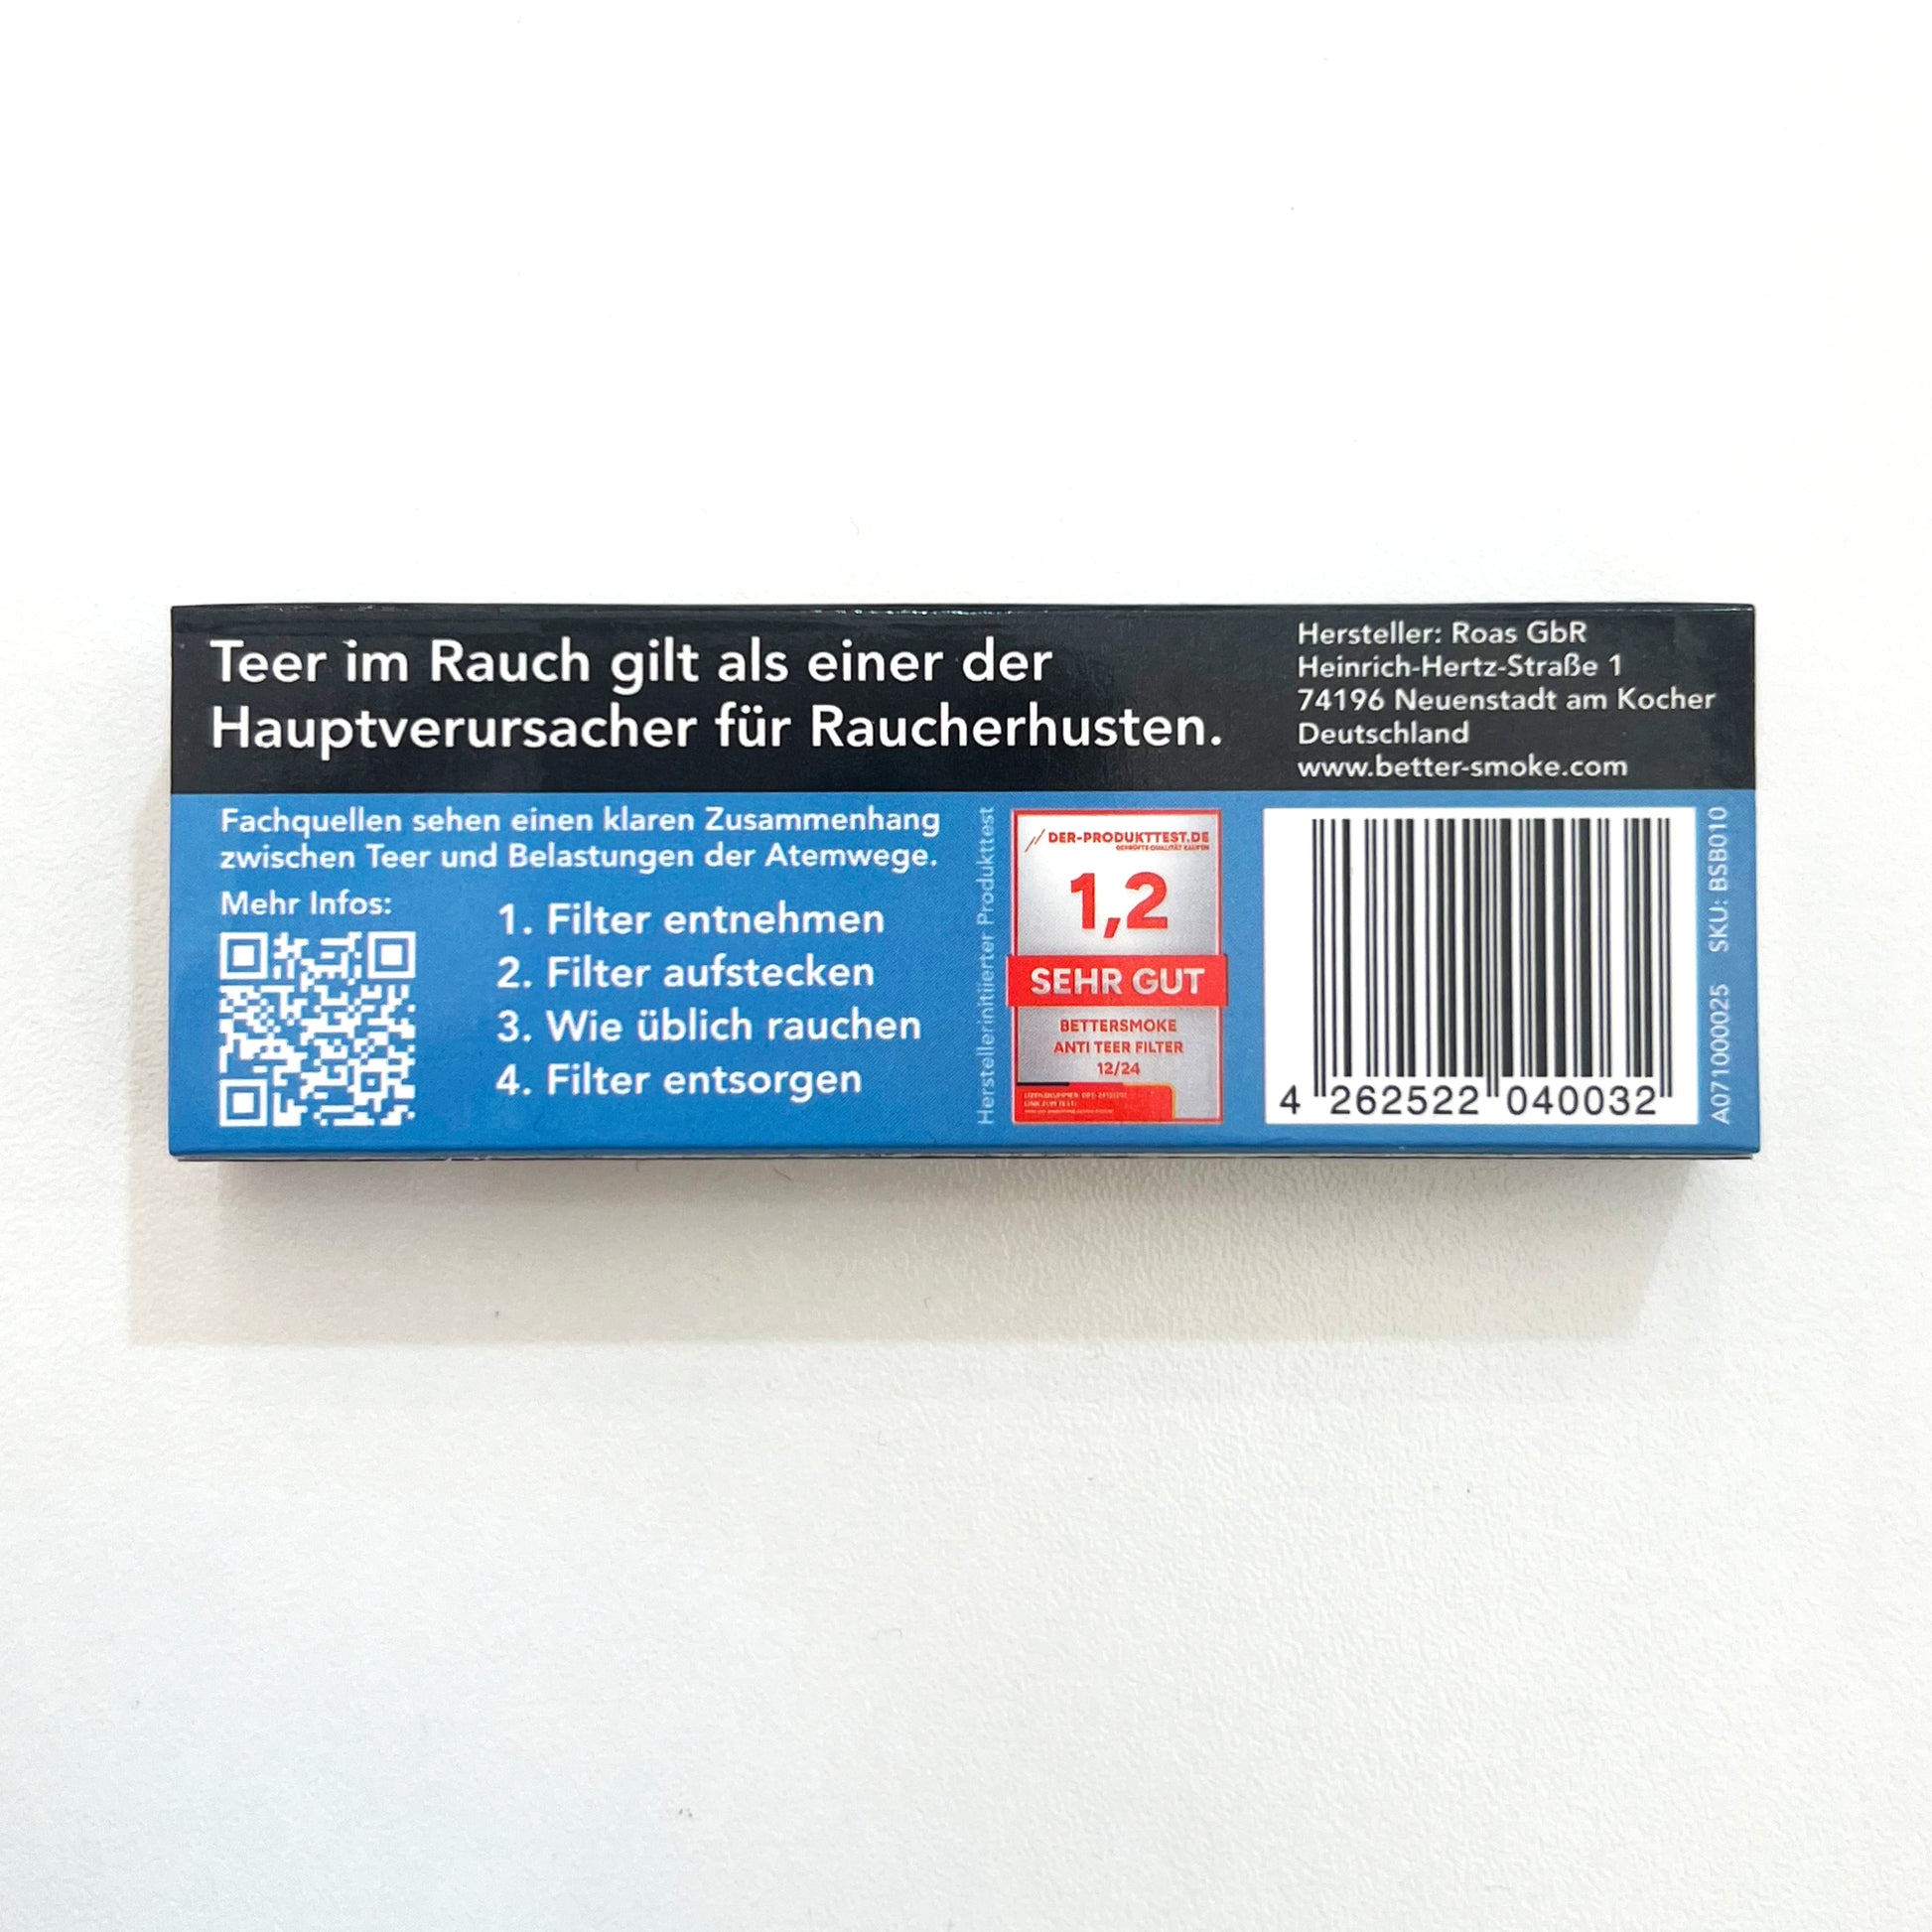 Teer im Rauch gilt als einer der
Hauptverursacher für Raucherhusten.
Hersteller: Roas GbR
Heinrich-Hertz-Straße 1
74196 Neuenstadt am Kocher
Deutschland
www.better-smoke.com
Fachquellen sehen einen klaren Zusammenhang
zwischen Teer und Belastungen der Atemwege.
Mehr Infos:
1. Filter entnehmen
2. Filter aufstecken
3. Wie üblich rauchen
4. Filter entsorgen
Herstellerinitiierter Produkttest
DER-PRODUKTTEST.DE
GEPRÜFTE QUALITÄT KAUFEN
1,2
SEHR GUT
BETTERSMOKE
ANTI TEER FILTER
12/24
4 262522 040032
A071000025 SKU: BSB010